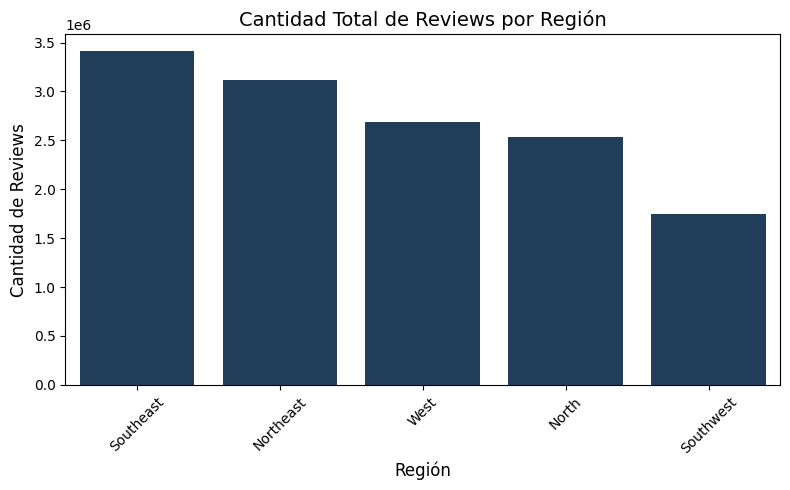 Cantidad Total de Reviews por Región
1e6
3.5
3.0
2.5
2.0
1.5
1.0
0.5
0.0
Cantidad de Reviews
Southeast
Northeast
West
North
Southwest
Región